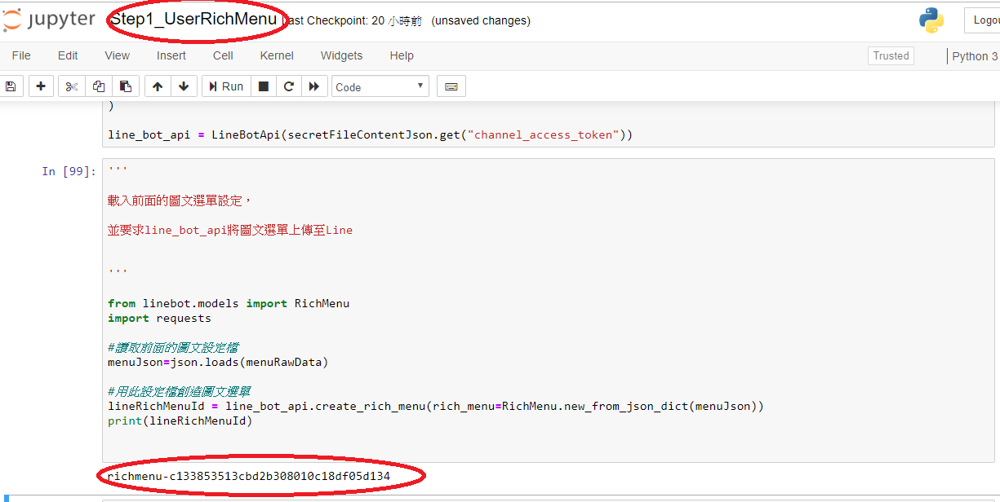 jupyter Step1_UserRichMenu Last Checkpoint: 20 小時前 (unsaved changes)
Logou
File Edit View Insert Cell Kernel Widgets Help
Trusted Python 3
Run Code
)
line_bot_api = LineBotApi(secretFileContentJson.get("channel_access_token"))
In [99]: '''
載入前面的圖文選單設定，
並要求line_bot_api將圖文選單上傳至Line
'''
from linebot.models import RichMenu
import requests
#讀取前面的圖文設定檔
menuJson=json.loads(menuRawData)
#用此設定檔創造圖文選單
lineRichMenuId = line_bot_api.create_rich_menu(rich_menu=RichMenu.new_from_json_dict(menuJson))
print(lineRichMenuId)
richmenu-c133853513cbd2b308010c18df05d134